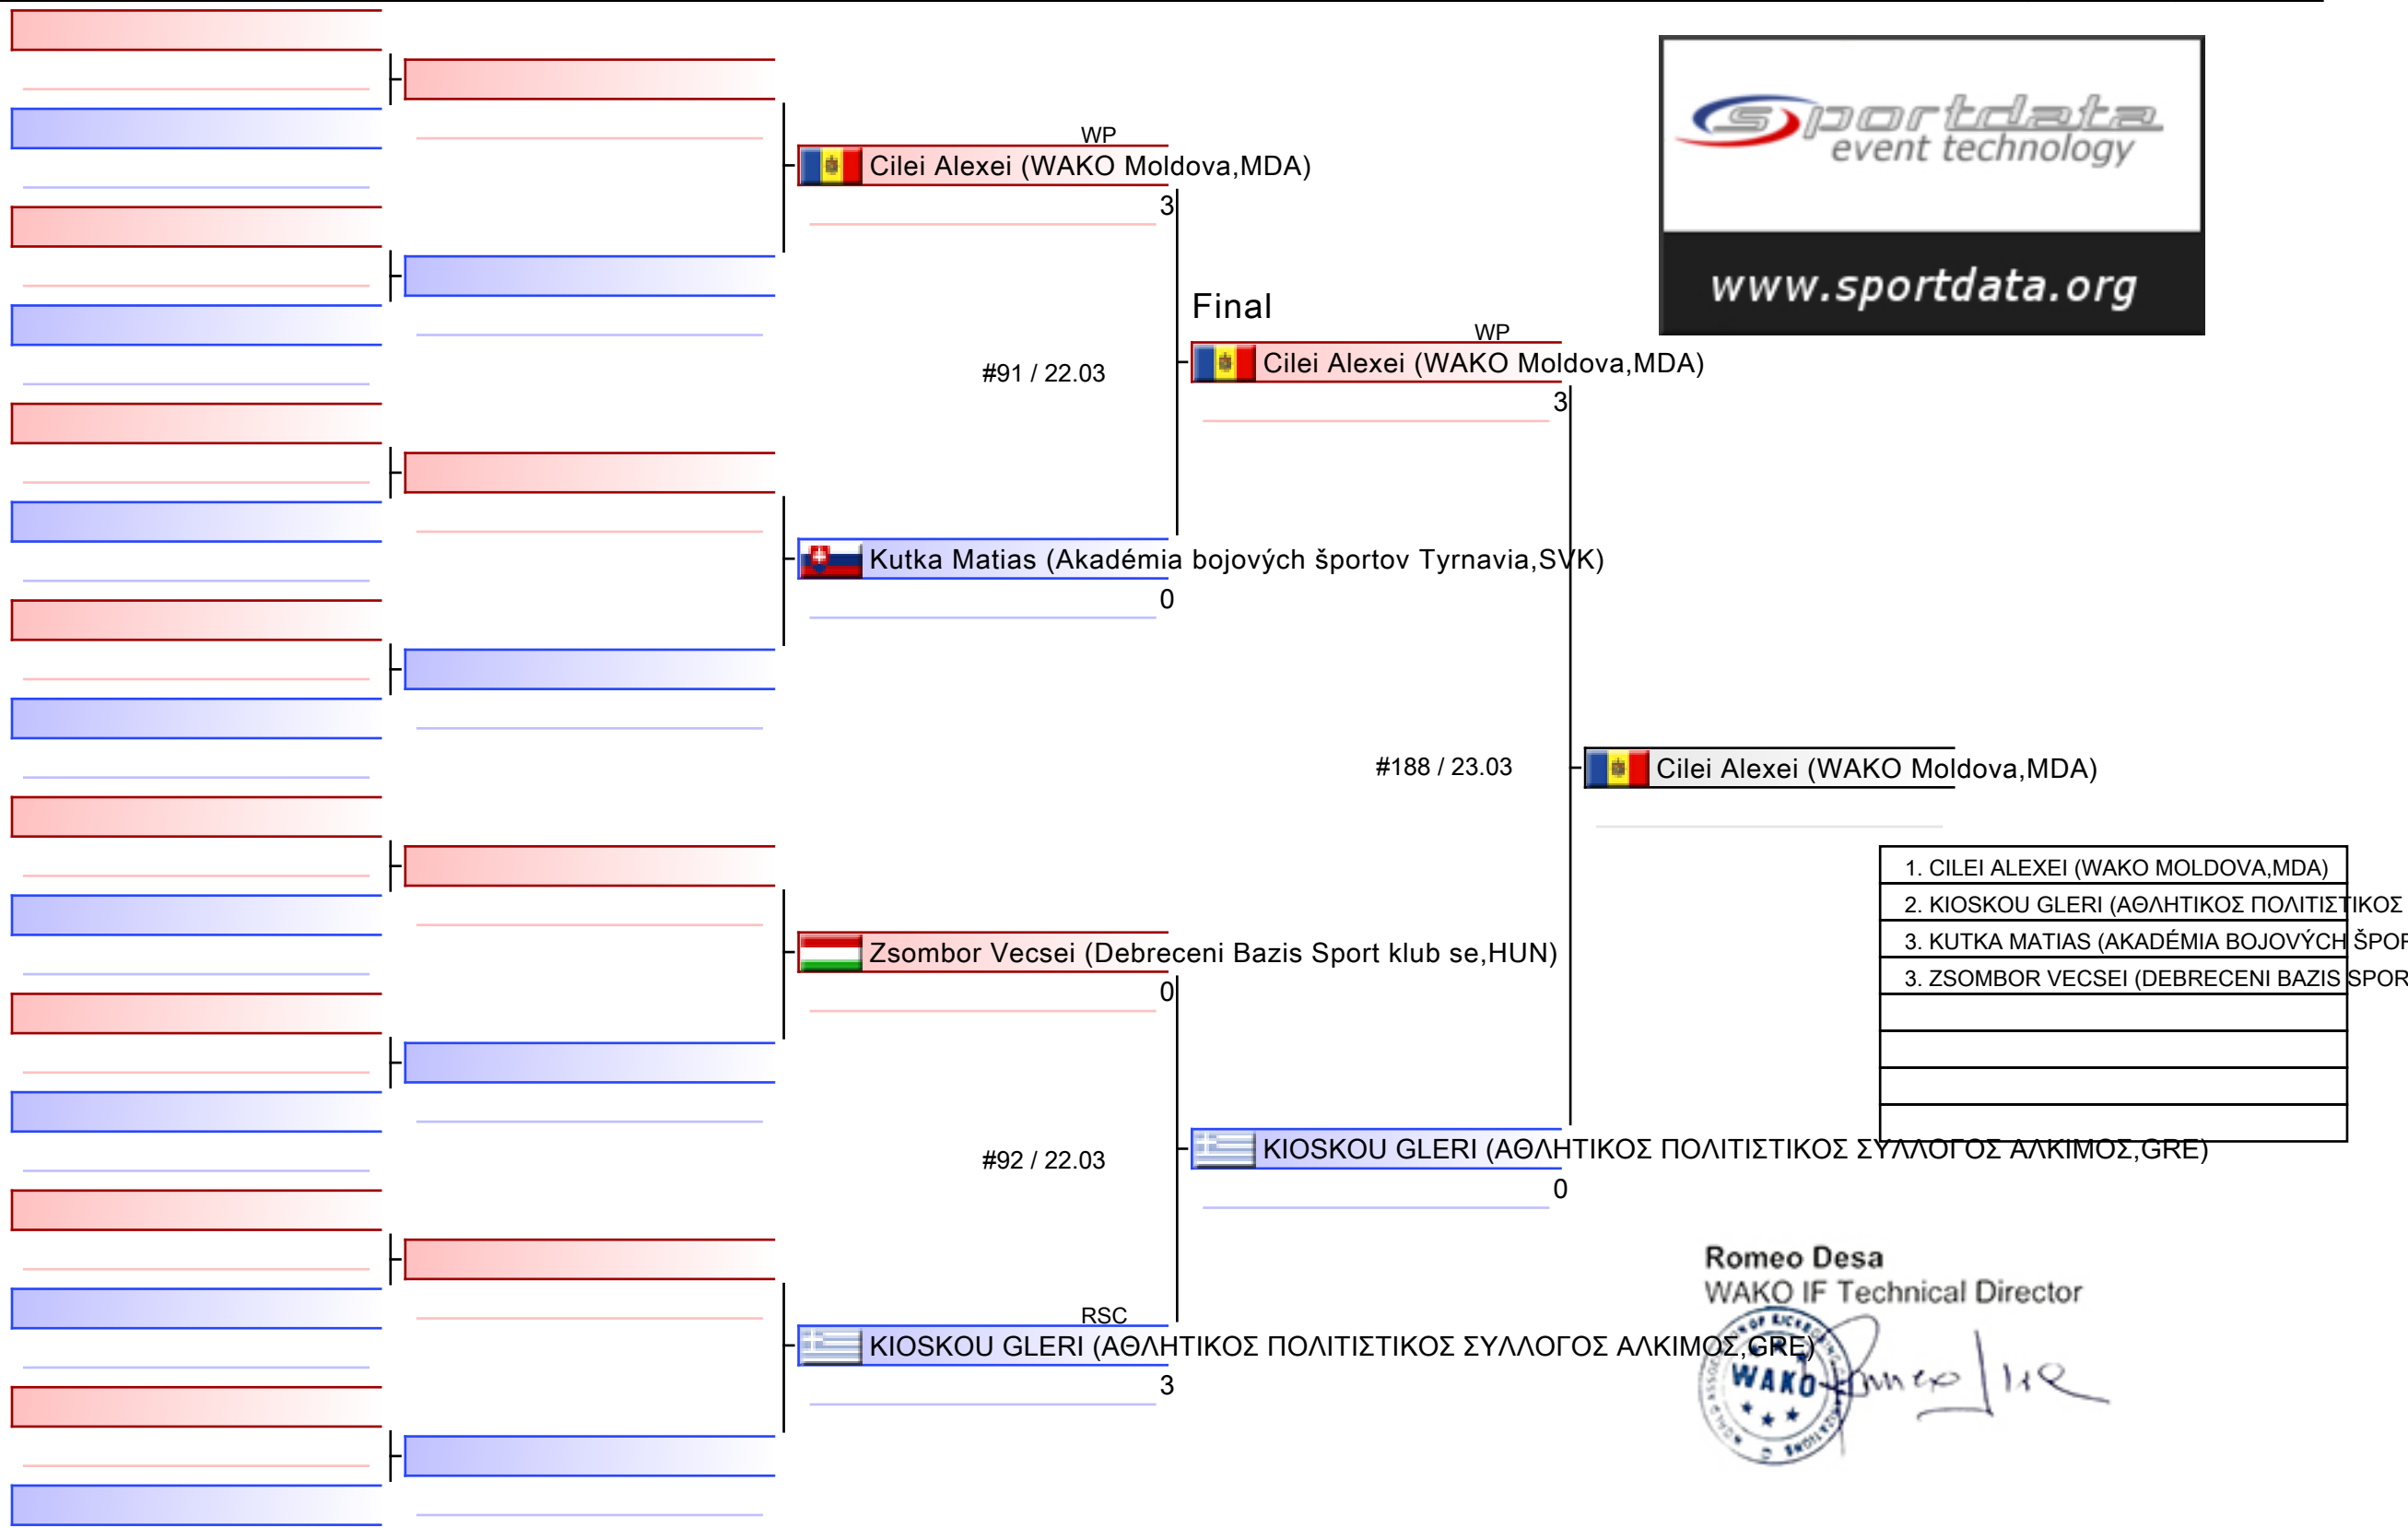 sportdata
event technology
www.sportdata.org
WP
Cilei Alexei (WAKO Moldova,MDA)
3
Final
WP
#91 / 22.03
Cilei Alexei (WAKO Moldova,MDA)
3
Kutka Matias (Akadémia bojových športov Tyrnavia,SVK)
0
#188 / 23.03
Cilei Alexei (WAKO Moldova,MDA)
1. CILEI ALEXEI (WAKO MOLDOVA,MDA)
2. KIOSKOU GLERI (ΑΘΛΗΤΙΚΟΣ ΠΟΛΙΤΙΣΤΙΚΟΣ
3. KUTKA MATIAS (AKADÉMIA BOJOVÝCH ŠPOR
3. ZSOMBOR VECSEI (DEBRECENI BAZIS SPOR
Zsombor Vecsei (Debreceni Bazis Sport klub se,HUN)
0
#92 / 22.03
KIOSKOU GLERI (ΑΘΛΗΤΙΚΟΣ ΠΟΛΙΤΙΣΤΙΚΟΣ ΣΥΛΛΟΓΟΣ ΑΛΚΙΜΟΣ,GRE)
0
RSC
KIOSKOU GLERI (ΑΘΛΗΤΙΚΟΣ ΠΟΛΙΤΙΣΤΙΚΟΣ ΣΥΛΛΟΓΟΣ ΑΛΚΙΜΟΣ,GRE)
3
Romeo Desa
WAKO IF Technical Director
WAKO